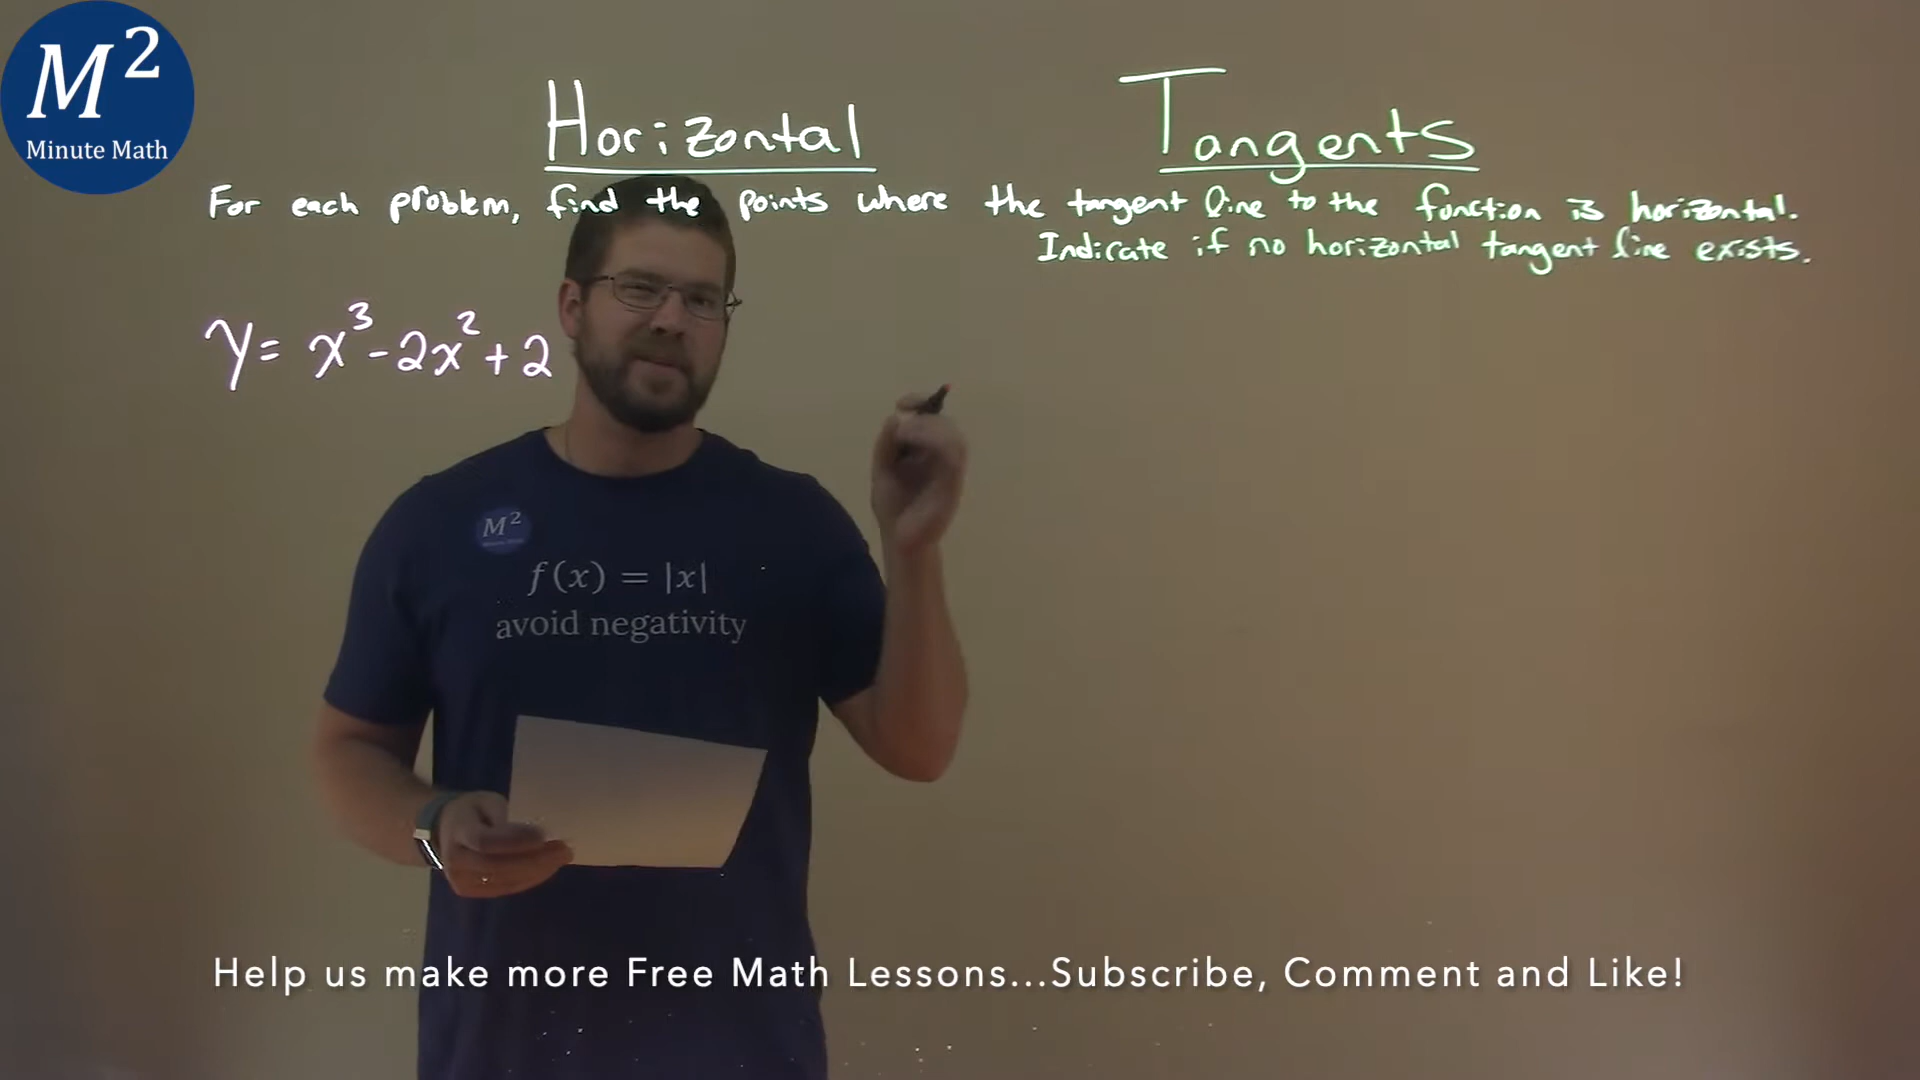 M²
Minute Math
Horizontal Tangents
For each problem, find the points where the tangent line to the function is horizontal.
Indicate if no horizontal tangent line exists.
y = x³ - 2x² + 2
M²
f(x) = |x|
avoid negativity
Help us make more Free Math Lessons...Subscribe, Comment and Like!